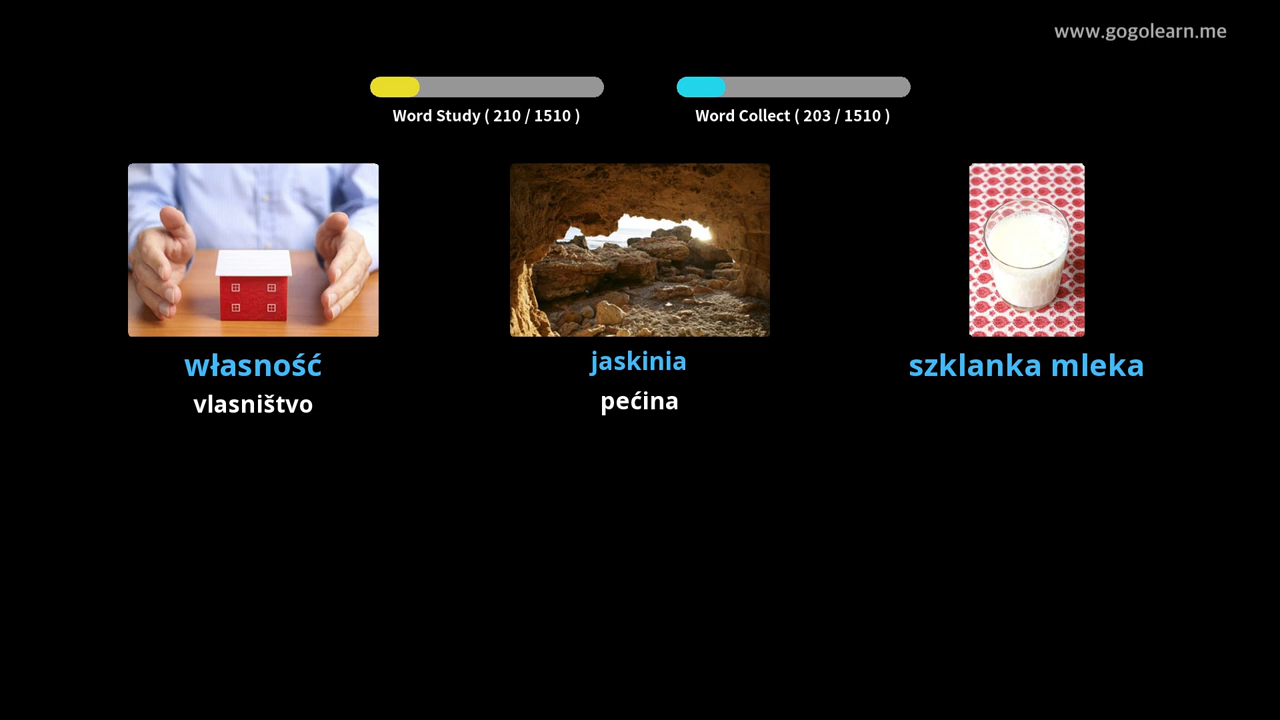 www.gogolearn.me
Word Study ( 210 / 1510 )
Word Collect ( 203 / 1510 )
własność
vlasništvo
jaskinia
pećina
szklanka mleka